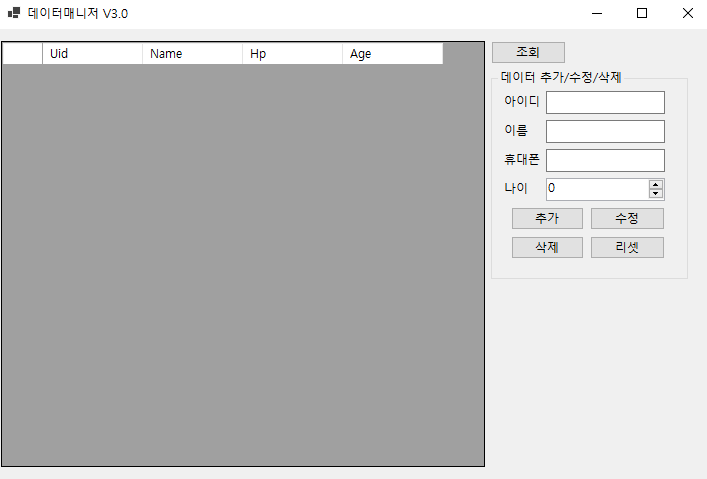 데이터매니저 V3.0
Uid Name Hp Age
조회
데이터 추가/수정/삭제
아이디
이름
휴대폰
나이 0
추가 수정
삭제 리셋